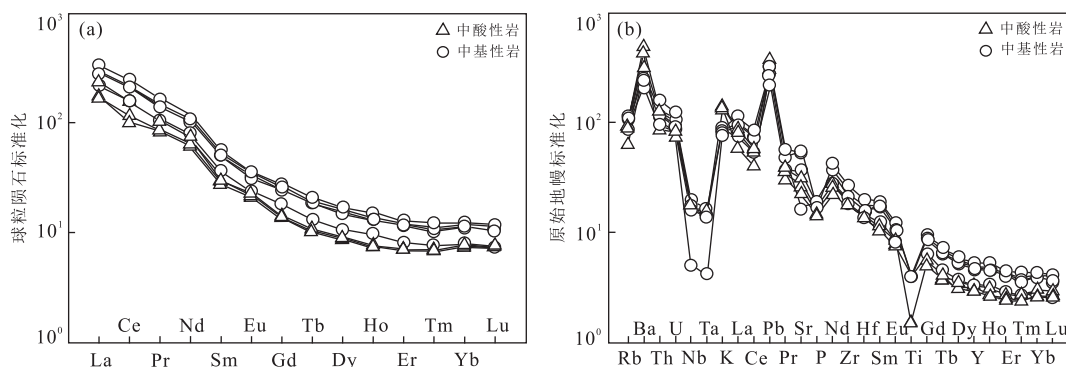 10³
(a)
中酸性岩
中基性岩
10²
10¹
10⁰
球粒陨石标准化
Ce Nd Eu Tb Ho Tm Lu
La Pr Sm Gd Dy Er Yb
10³
(b)
中酸性岩
中基性岩
10²
10¹
10⁰
原始地幔标准化
Ba U Ta La Pb Sr Nd Hf Eu Gd Dy Ho Tm Lu
Rb Th Nb K Ce Pr P Zr Sm Ti Tb Y Er Yb